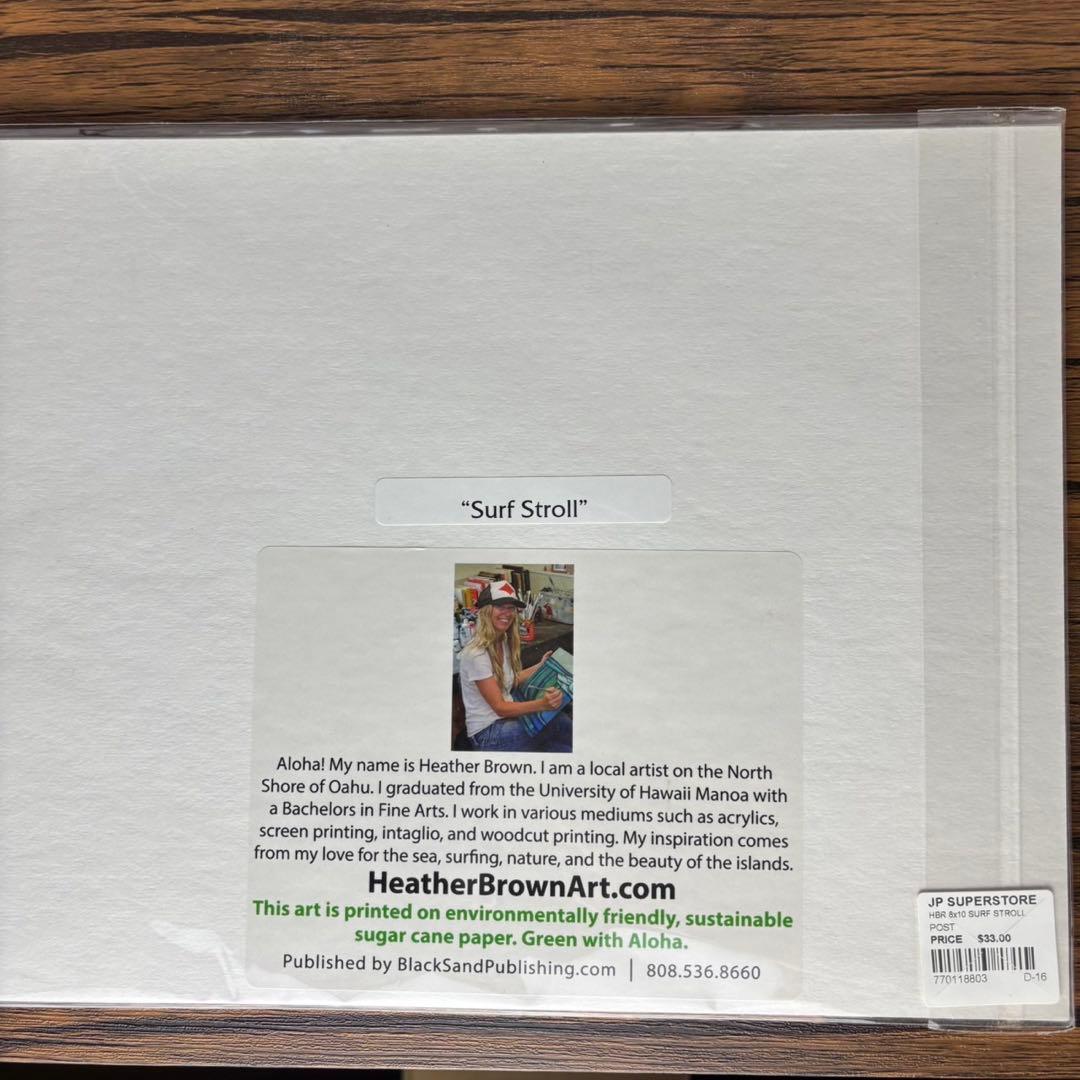 “Surf Stroll”
Aloha! My name is Heather Brown. I am a local artist on the North
Shore of Oahu. I graduated from the University of Hawaii Manoa with
a Bachelors in Fine Arts. I work in various mediums such as acrylics,
screen printing, intaglio, and woodcut printing. My inspiration comes
from my love for the sea, surfing, nature, and the beauty of the islands.
HeatherBrownArt.com
This art is printed on environmentally friendly, sustainable
sugar cane paper. Green with Aloha.
Published by BlackSandPublishing.com | 808.536.8660
JP SUPERSTORE
HBR 8x10 SURF STROLL
POST
PRICE $33.00
770118803 D-16